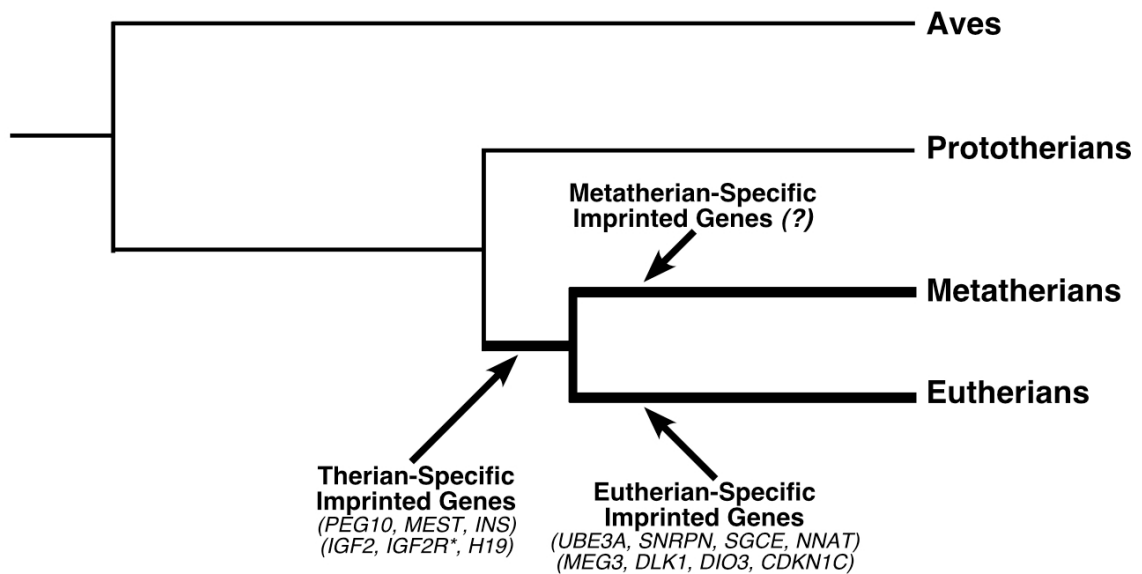 Aves
Prototherians
Metatherian-Specific
Imprinted Genes (?)
Metatherians
Eutherians
Therian-Specific
Imprinted Genes
(PEG10, MEST, INS)
(IGF2, IGF2R*, H19)
Eutherian-Specific
Imprinted Genes
(UBE3A, SNRPN, SGCE, NNAT)
(MEG3, DLK1, DIO3, CDKN1C)